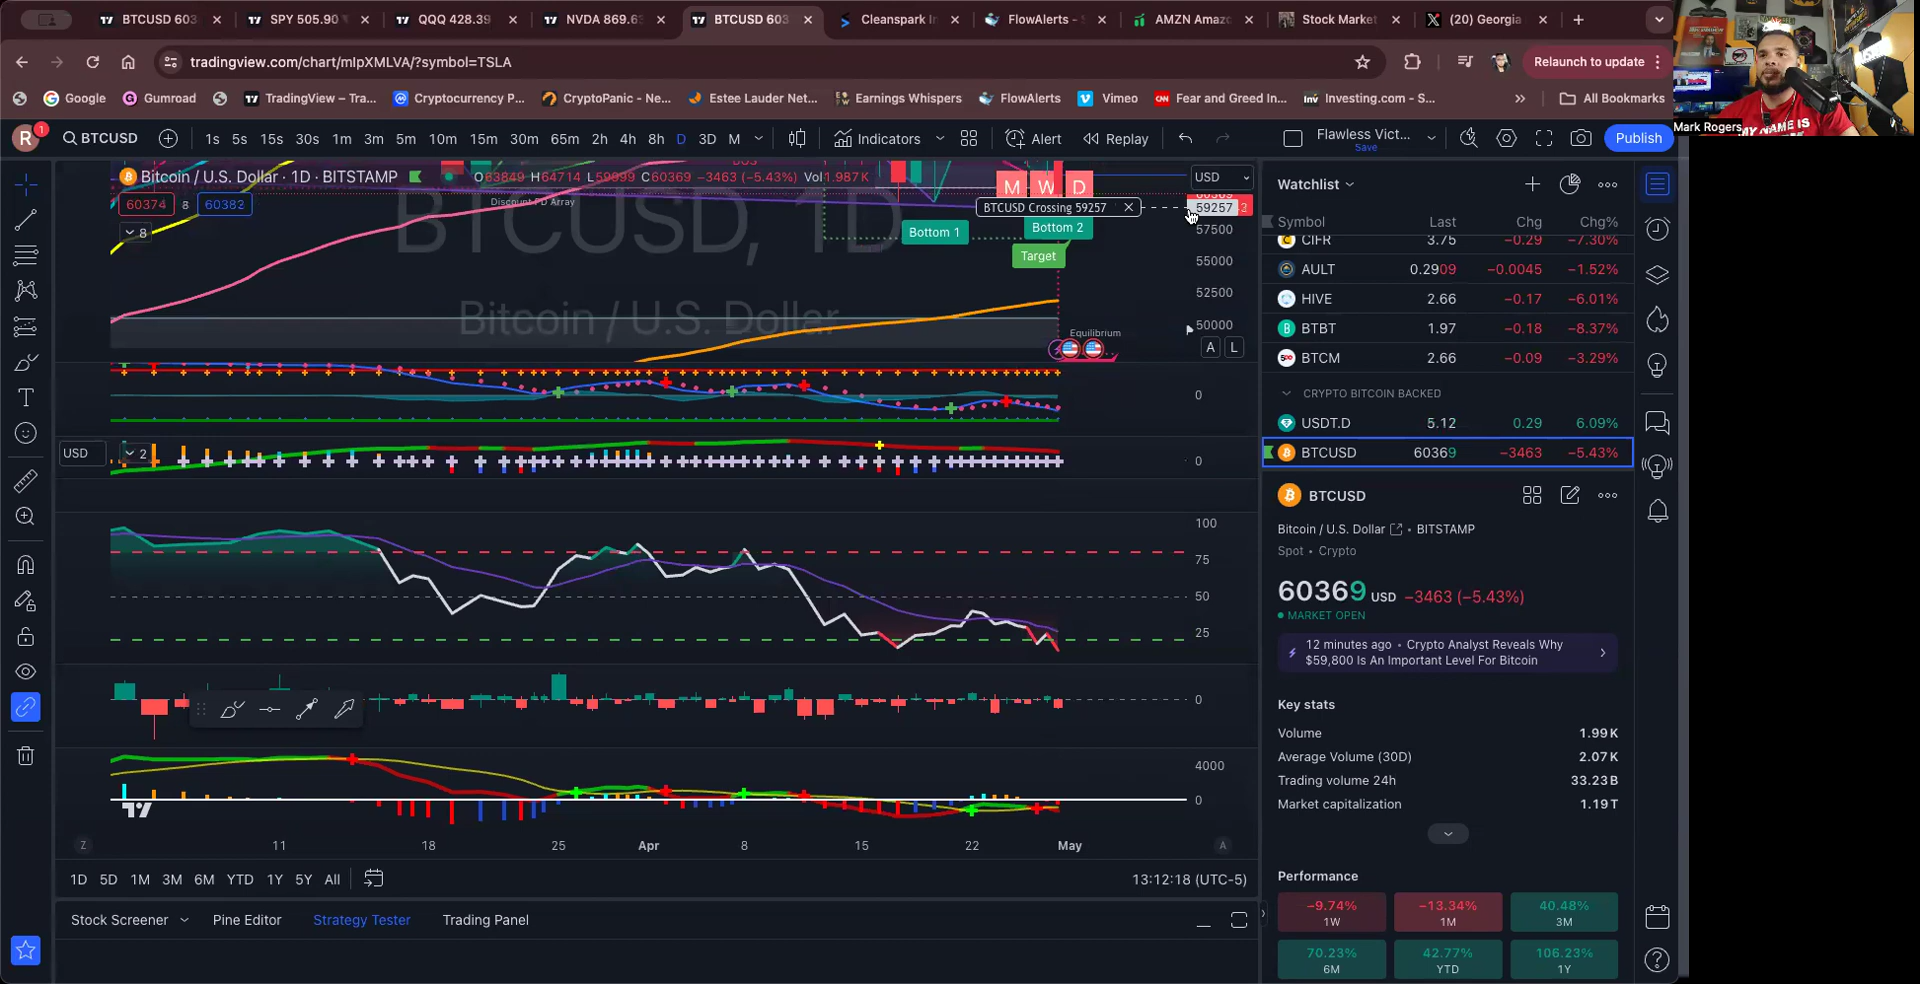 BTCUSD 603
SPY 505.90
QQQ 428.39
NVDA 869.6
BTCUSD 603
Cleanspark In
FlowAlerts - S
AMZN Amaz
Stock Market
(20) Georgia
tradingview.com/chart/mIpXMLVA/?symbol=TSLA
Relaunch to update
Google
Gumroad
TradingView – Tra...
Cryptocurrency P...
CryptoPanic - Ne...
Estee Lauder Net...
Earnings Whispers
FlowAlerts
Vimeo
Fear and Greed In...
Investing.com - S...
All Bookmarks
MY NAME IS
Mark Rogers
R
1
BTCUSD
1s 5s 15s 30s 1m 3m 5m 10m 15m 30m 65m 2h 4h 8h D 3D M
Indicators
Alert
Replay
Flawless Vict...
Save
Publish
Bitcoin / U.S. Dollar · 1D · BITSTAMP
O63849 H64714 L59099 C60369 −3463 (−5.43%) Vol1.987K
60374 8 60382
Discount PD Array
8
BTCUSD, 1D
Bitcoin / U.S. Dollar
M W D
BTCUSD Crossing 59257
Bottom 1
Bottom 2
Target
Equilibrium
USD
59257
57500
55000
52500
50000
A L
0
USD
2
0
100
75
50
25
0
4000
0
Z
11
18
25
Apr
8
15
22
May
A
1D 5D 1M 3M 6M YTD 1Y 5Y All
13:12:18 (UTC-5)
Stock Screener
Pine Editor
Strategy Tester
Trading Panel
Watchlist
Symbol Last Chg Chg%
CIFR 3.75 −0.29 −7.30%
AULT 0.2909 −0.0045 −1.52%
HIVE 2.66 −0.17 −6.01%
BTBT 1.97 −0.18 −8.37%
BTCM 2.66 −0.09 −3.29%
CRYPTO BITCOIN BACKED
USDT.D 5.12 0.29 6.09%
BTCUSD 60369 −3463 −5.43%
BTCUSD
Bitcoin / U.S. Dollar • BITSTAMP
Spot • Crypto
60369 USD −3463 (−5.43%)
MARKET OPEN
12 minutes ago • Crypto Analyst Reveals Why
$59,800 Is An Important Level For Bitcoin
Key stats
Volume 1.99K
Average Volume (30D) 2.07K
Trading volume 24h 33.23B
Market capitalization 1.19T
Performance
−9.74%
1W
−13.34%
1M
40.48%
3M
70.23%
6M
42.77%
YTD
106.23%
1Y